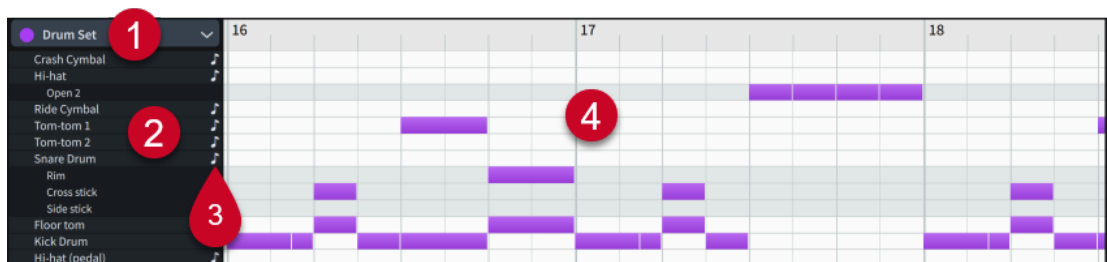 Drum Set 1 16 17 18
Crash Cymbal
Hi-hat
Open 2
Ride Cymbal
Tom-tom 1
2
4
Tom-tom 2
Snare Drum
Rim
Cross stick
Side stick
3
Floor tom
Kick Drum
Hi-hat (pedal)